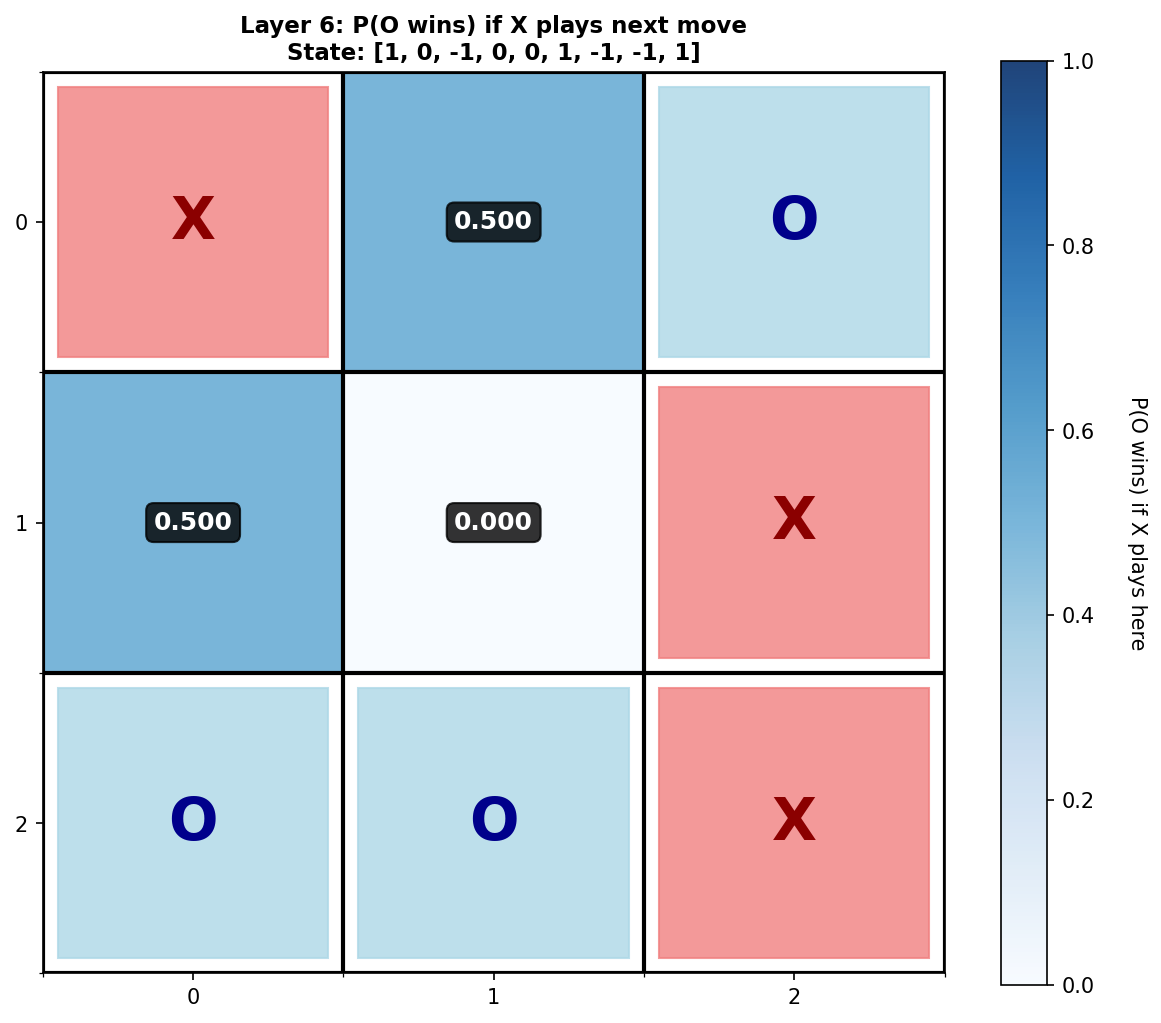 Layer 6: P(O wins) if X plays next move
State: [1, 0, -1, 0, 0, 1, -1, -1, 1]
X
0.500
O
0.500
0.000
X
O
O
X
0
1
2
0
1
2
1.0
0.8
0.6
0.4
0.2
0.0
P(O wins) if X plays here